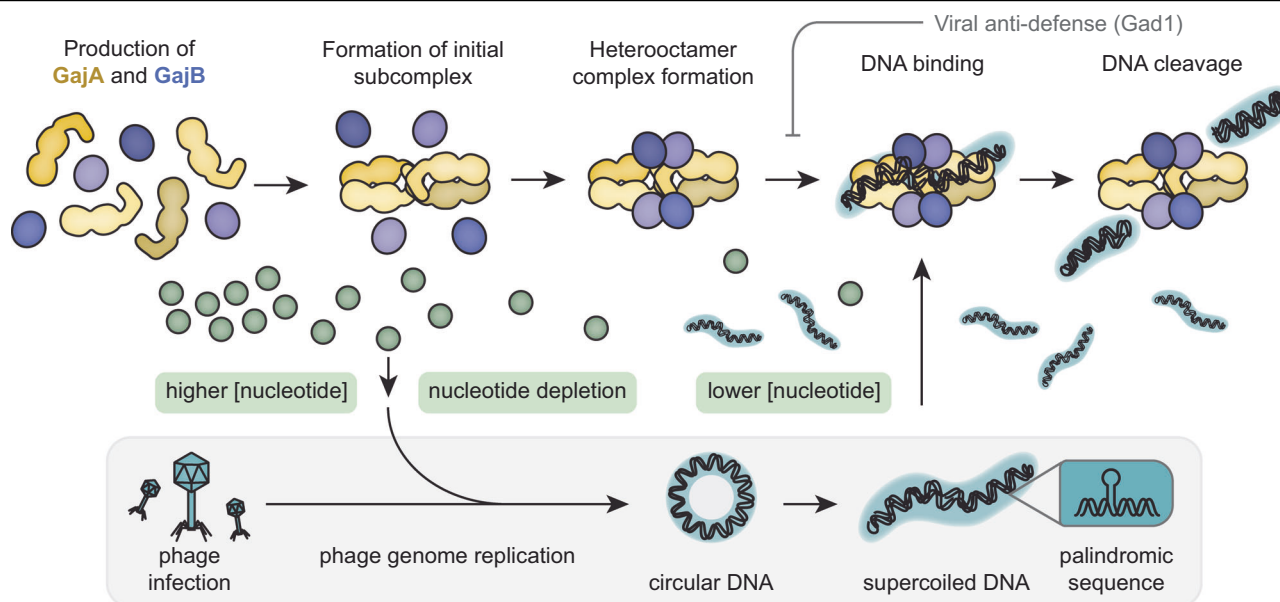 Viral anti-defense (Gad1)
Production of
GajA and GajB
Formation of initial
subcomplex
Heterooctamer
complex formation
DNA binding
DNA cleavage
higher [nucleotide]
nucleotide depletion
lower [nucleotide]
phage
infection
phage genome replication
circular DNA
supercoiled DNA
palindromic
sequence